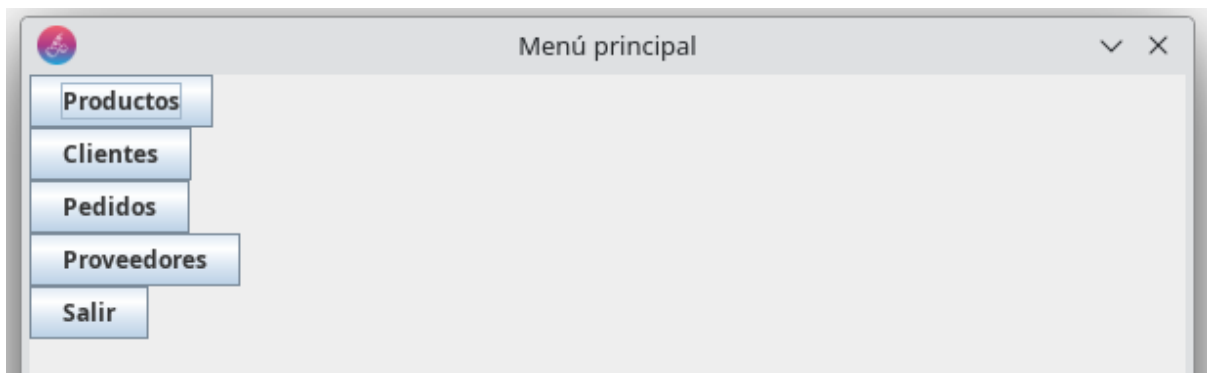 Menú principal
Productos
Clientes
Pedidos
Proveedores
Salir